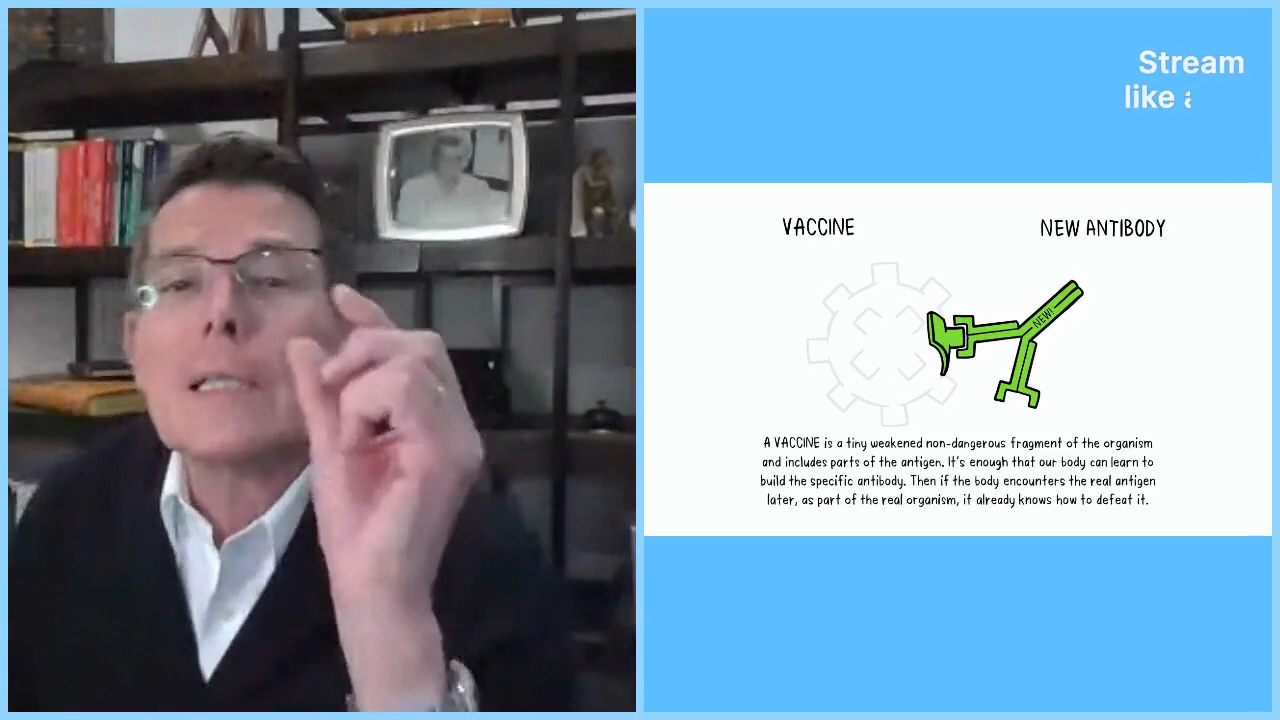 Stream
like a
VACCINE
NEW ANTIBODY
NEW!
A VACCINE is a tiny weakened non-dangerous fragment of the organism
and includes parts of the antigen. It's enough that our body can learn to
build the specific antibody. Then if the body encounters the real antigen
later, as part of the real organism, it already knows how to defeat it.